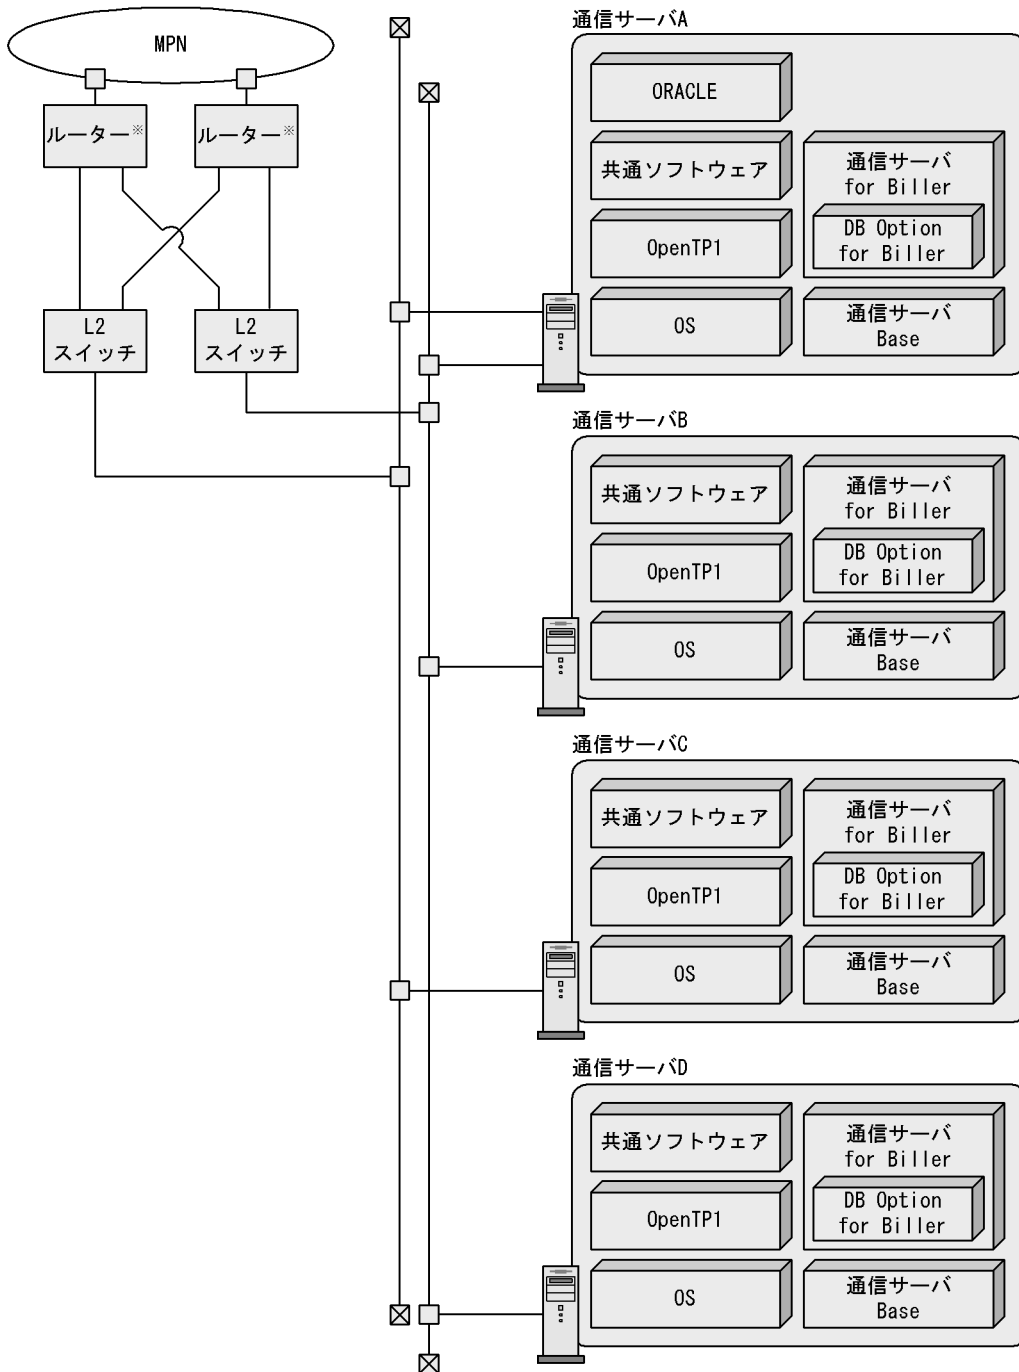 MPN
ルーター※
ルーター※
L2
スイッチ
L2
スイッチ
通信サーバA
ORACLE
共通ソフトウェア
通信サーバ
for Biller
DB Option
for Biller
OpenTP1
OS
通信サーバ
Base
通信サーバB
共通ソフトウェア
通信サーバ
for Biller
DB Option
for Biller
OpenTP1
OS
通信サーバ
Base
通信サーバC
共通ソフトウェア
通信サーバ
for Biller
DB Option
for Biller
OpenTP1
OS
通信サーバ
Base
通信サーバD
共通ソフトウェア
通信サーバ
for Biller
DB Option
for Biller
OpenTP1
OS
通信サーバ
Base